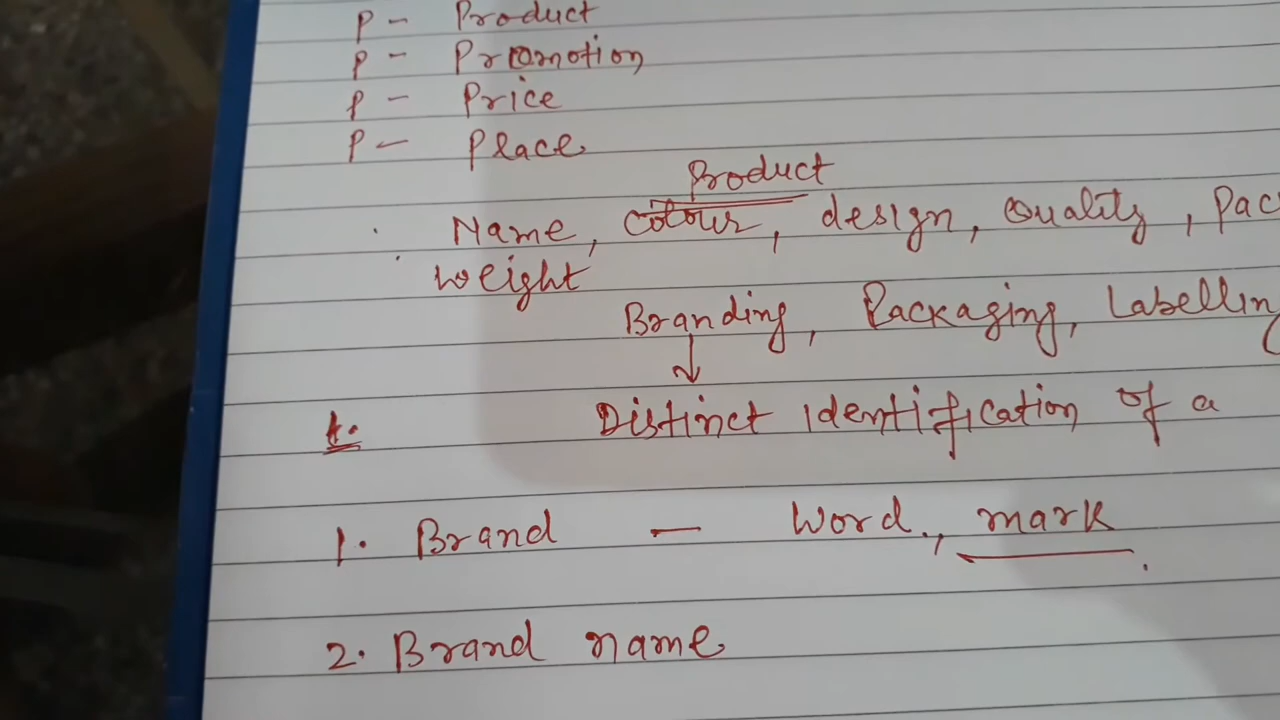 P - Product
P - Promotion
P - Price
P - Place
Product
Name, Colour, design, Quality, Pac
weight
Branding, Packaging, Labellin
Distinct identification of a
1. Brand - Word, mark
2. Brand name